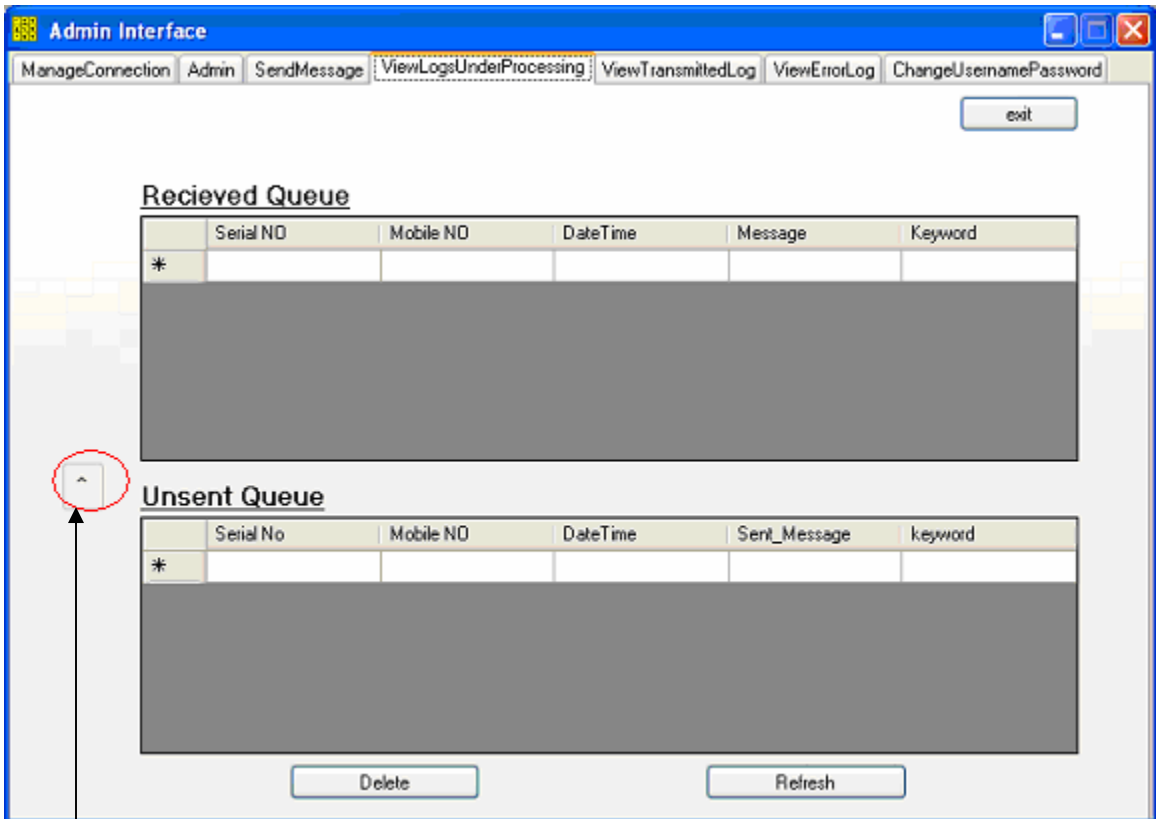 Admin Interface
ManageConnection Admin SendMessage ViewLogsUnderProcessing ViewTransmittedLog ViewErrorLog ChangeUsernamePassword
exit
Recieved Queue
Serial NO Mobile NO DateTime Message Keyword
*
^
Unsent Queue
Serial No Mobile NO DateTime Sent_Message keyword
*
Delete Refresh